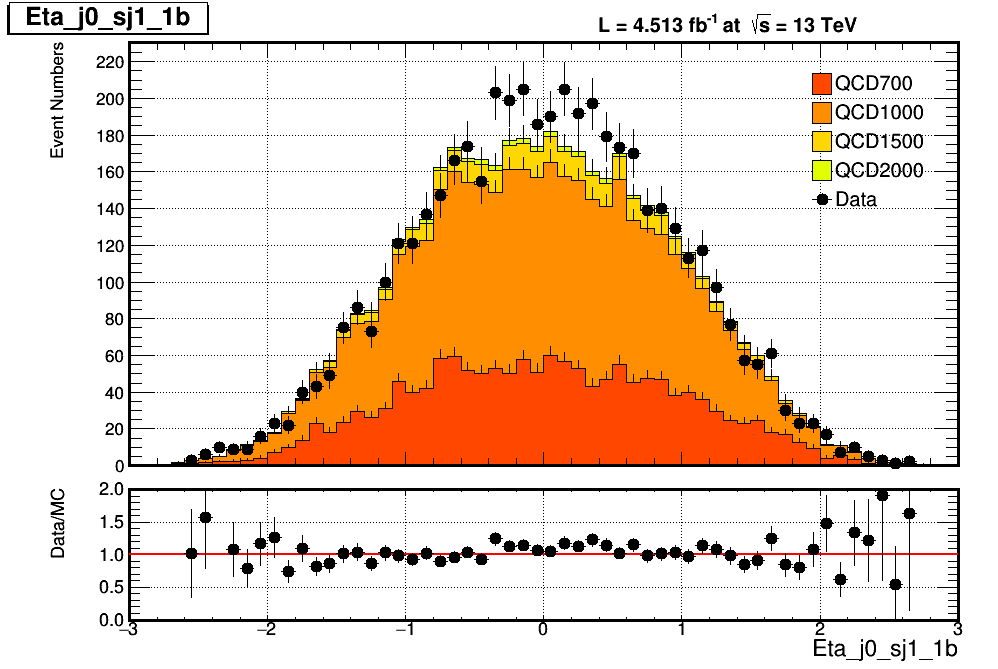 Eta_j0_sj1_1b
L = 4.513 fb-1 at √s = 13 TeV
Event Numbers
220
200
180
160
140
120
100
80
60
40
20
0
QCD700
QCD1000
QCD1500
QCD2000
Data
Data/MC
2.0
1.5
1.0
0.5
0.0
−3 −2 −1 0 1 2 3
Eta_j0_sj1_1b